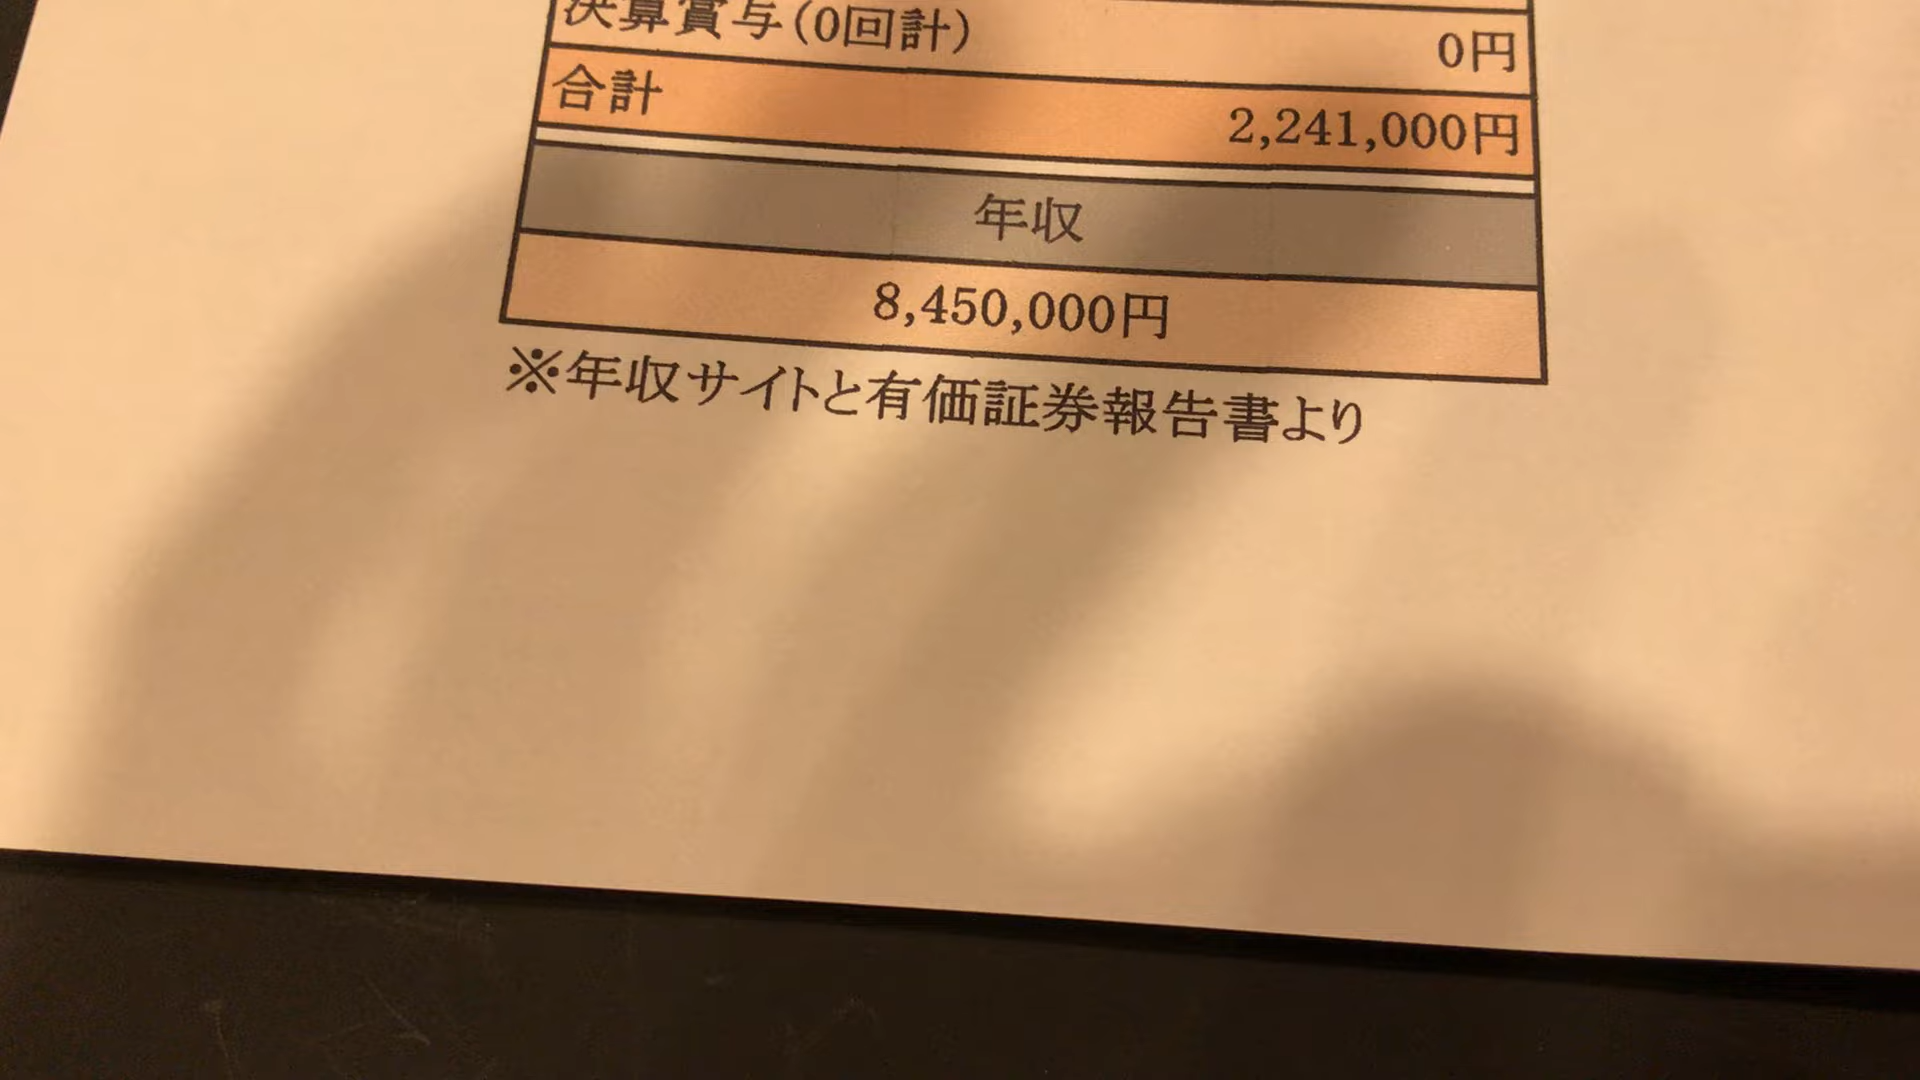 決算賞与(0回計) 0円
合計 2,241,000円
年収
8,450,000円
※年収サイトと有価証券報告書より